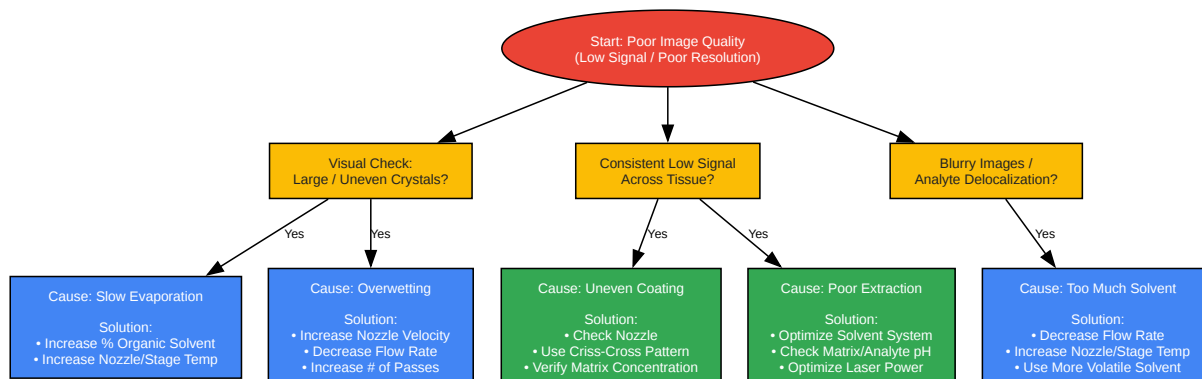 Start: Poor Image Quality
(Low Signal / Poor Resolution)
Visual Check:
Large / Uneven Crystals?
Consistent Low Signal
Across Tissue?
Blurry Images /
Analyte Delocalization?
Yes
Yes
Yes
Yes
Yes
Cause: Slow Evaporation
Solution:
• Increase % Organic Solvent
• Increase Nozzle/Stage Temp
Cause: Overwetting
Solution:
• Increase Nozzle Velocity
• Decrease Flow Rate
• Increase # of Passes
Cause: Uneven Coating
Solution:
• Check Nozzle
• Use Criss-Cross Pattern
• Verify Matrix Concentration
Cause: Poor Extraction
Solution:
• Optimize Solvent System
• Check Matrix/Analyte pH
• Optimize Laser Power
Cause: Too Much Solvent
Solution:
• Decrease Flow Rate
• Increase Nozzle/Stage Temp
• Use More Volatile Solvent